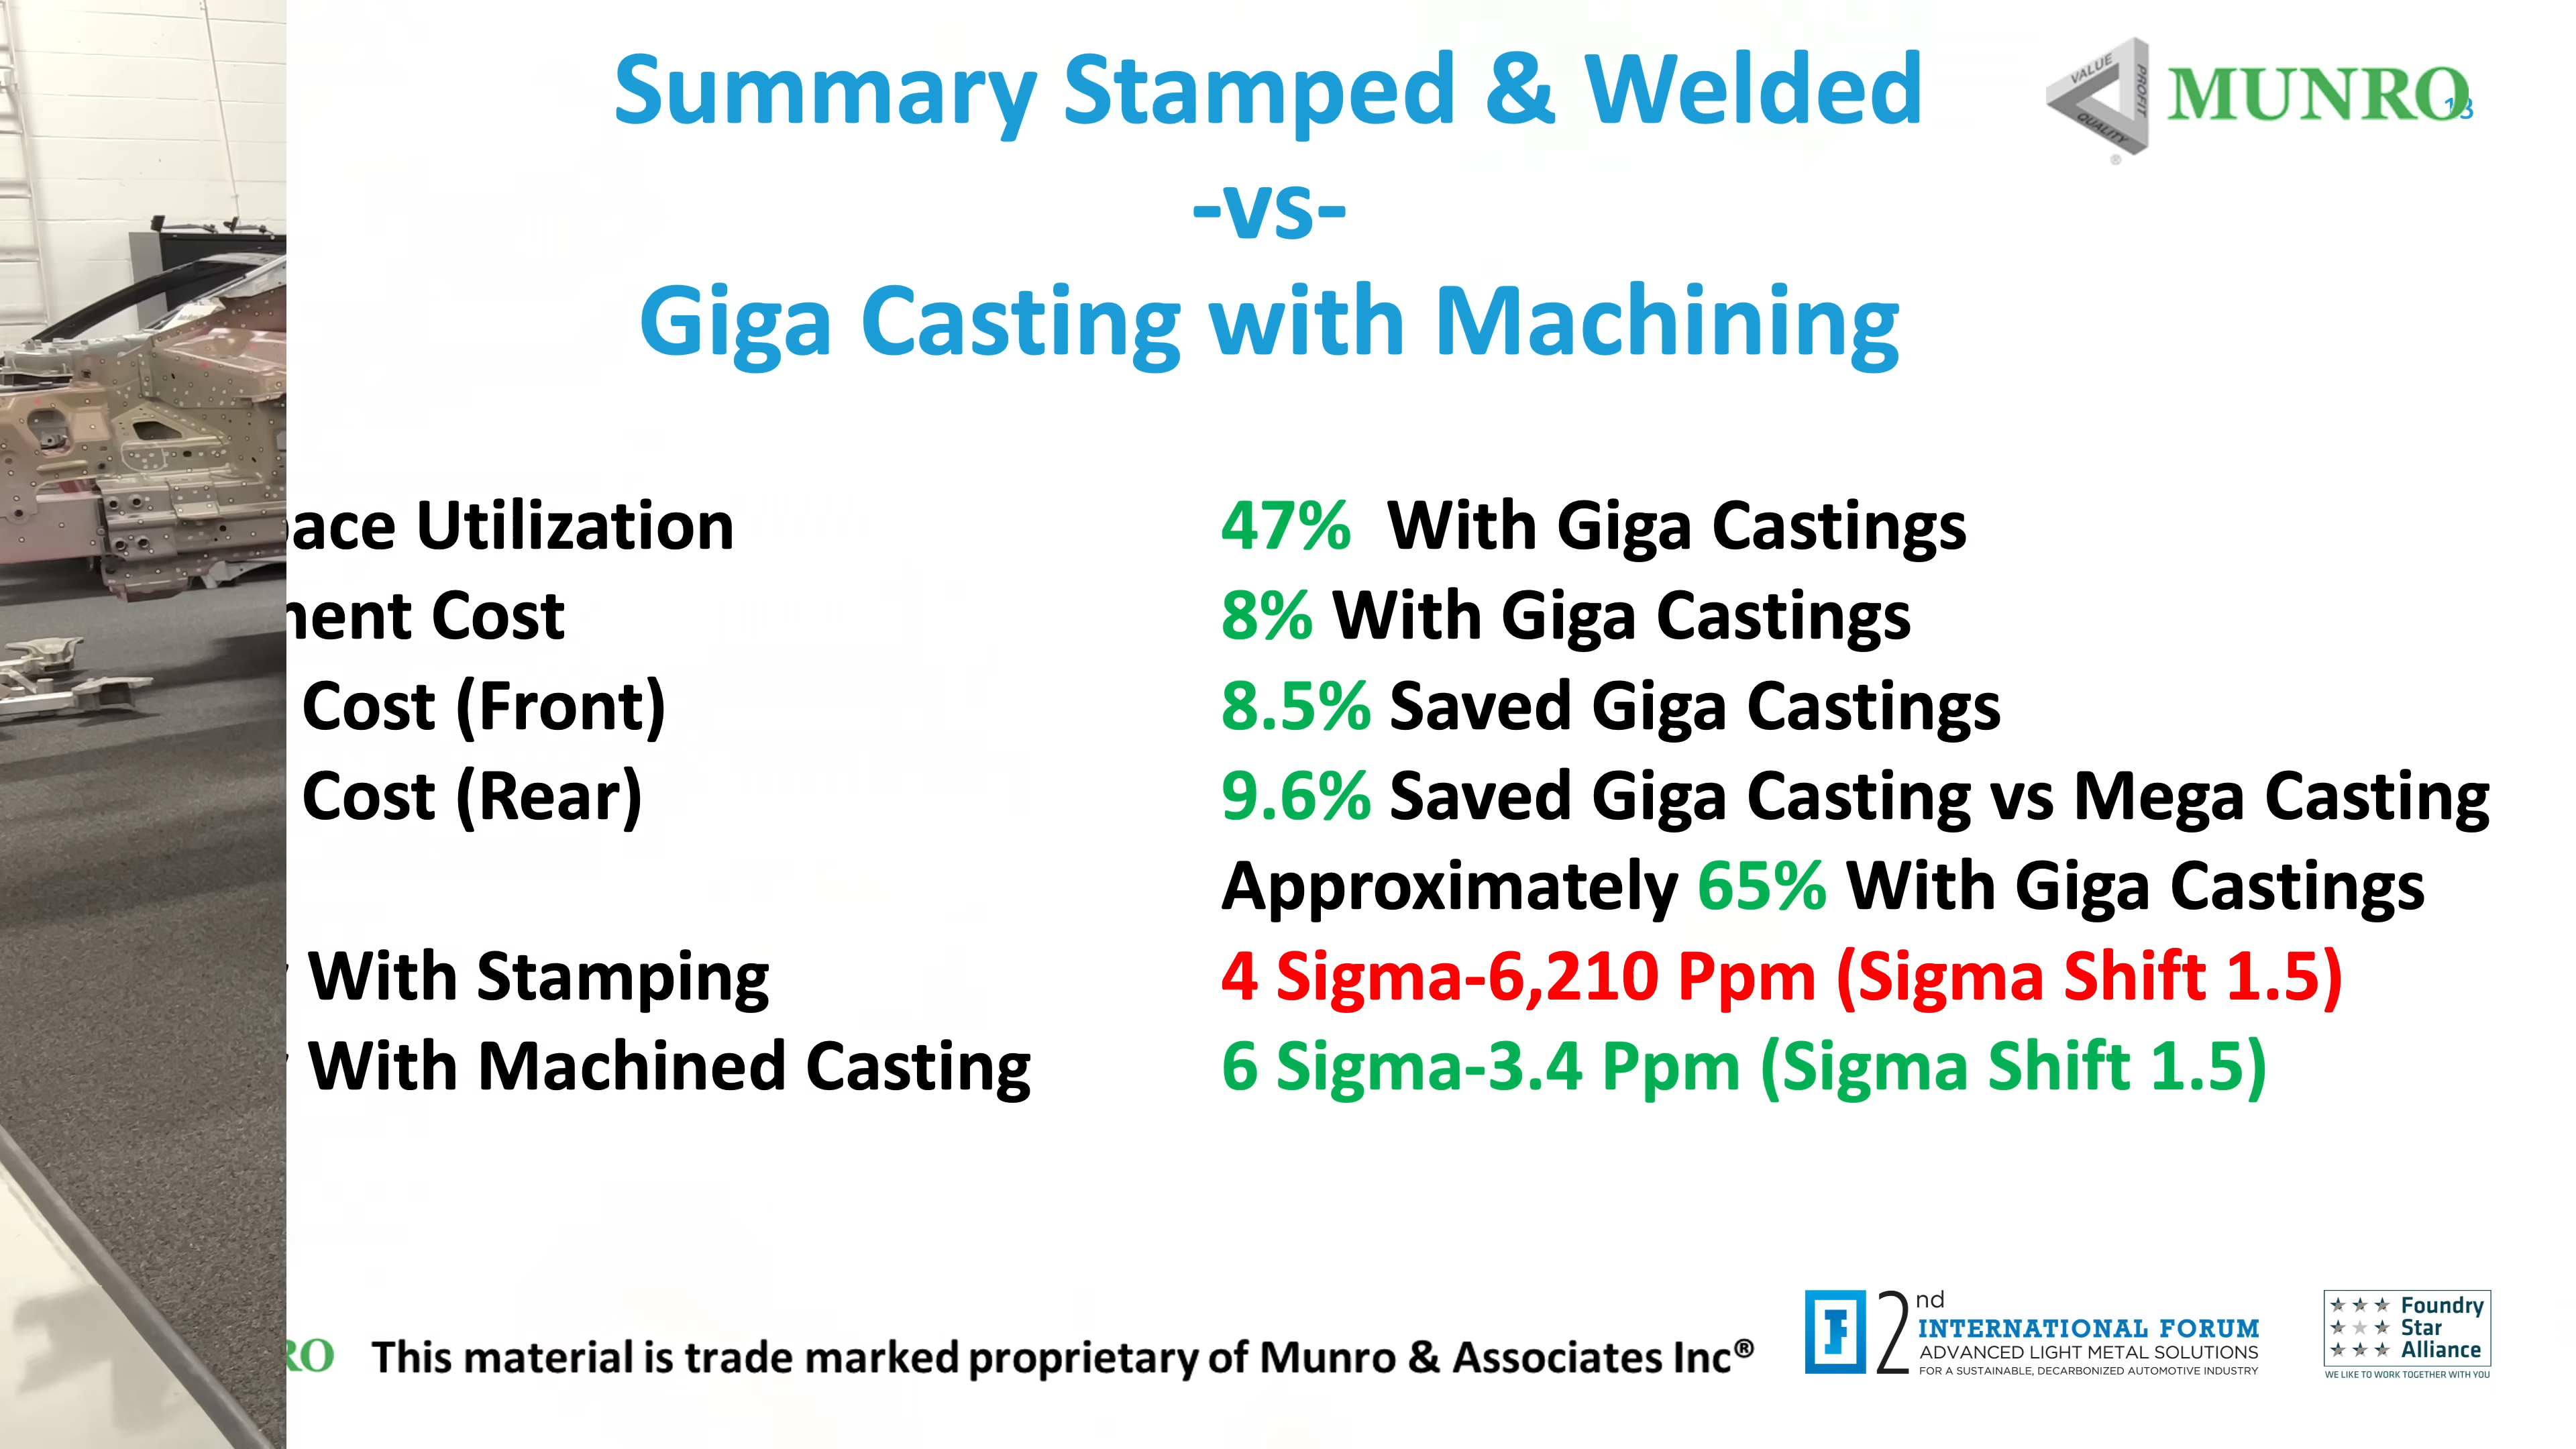 Summary Stamped & Welded
-vs-
Giga Casting with Machining
VALUE
PROFIT
QUALITY
®
MUNRO
Utilization 47% With Giga Castings
Cost 8% With Giga Castings
Cost (Front) 8.5% Saved Giga Castings
Cost (Rear) 9.6% Saved Giga Casting vs Mega Casting
Approximately 65% With Giga Castings
With Stamping 4 Sigma-6,210 Ppm (Sigma Shift 1.5)
With Machined Casting 6 Sigma-3.4 Ppm (Sigma Shift 1.5)
This material is trade marked proprietary of Munro & Associates Inc®
2nd
INTERNATIONAL FORUM
ADVANCED LIGHT METAL SOLUTIONS
FOR A SUSTAINABLE, DECARBONIZED AUTOMOTIVE INDUSTRY
Foundry
Star
Alliance
WE LIKE TO WORK TOGETHER WITH YOU